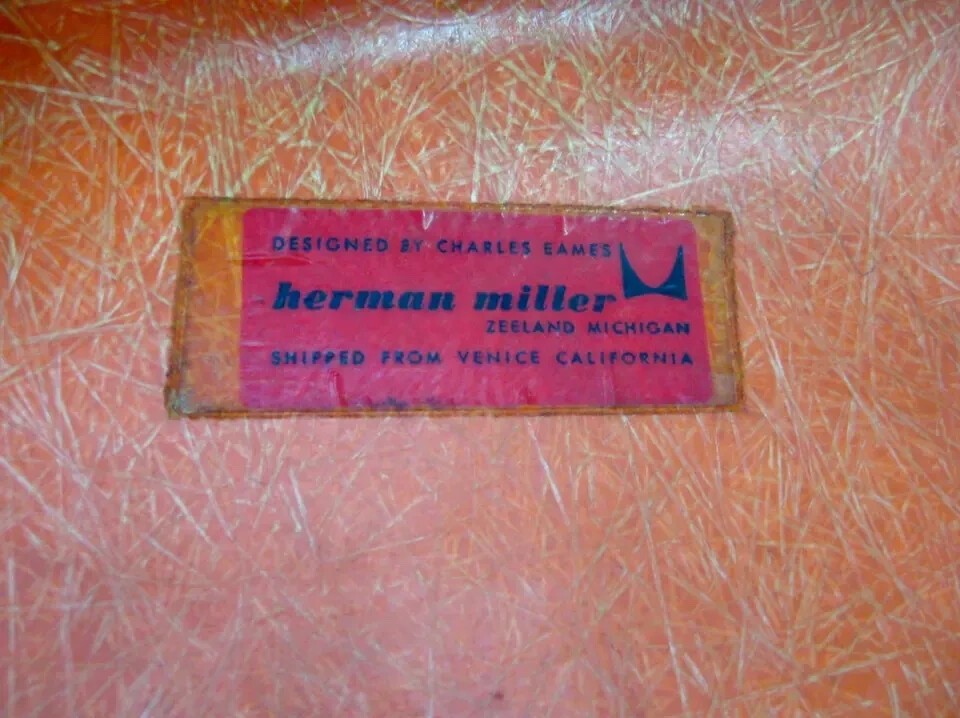 DESIGNED BY CHARLES EAMES
herman miller
ZEELAND MICHIGAN
SHIPPED FROM VENICE CALIFORNIA